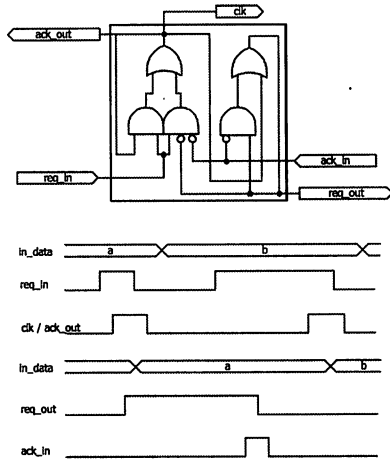 clk
ack_out
req_in
ack_in
req_out
in_data
a
b
req_in
clk / ack_out
in_data
a
b
req_out
ack_in